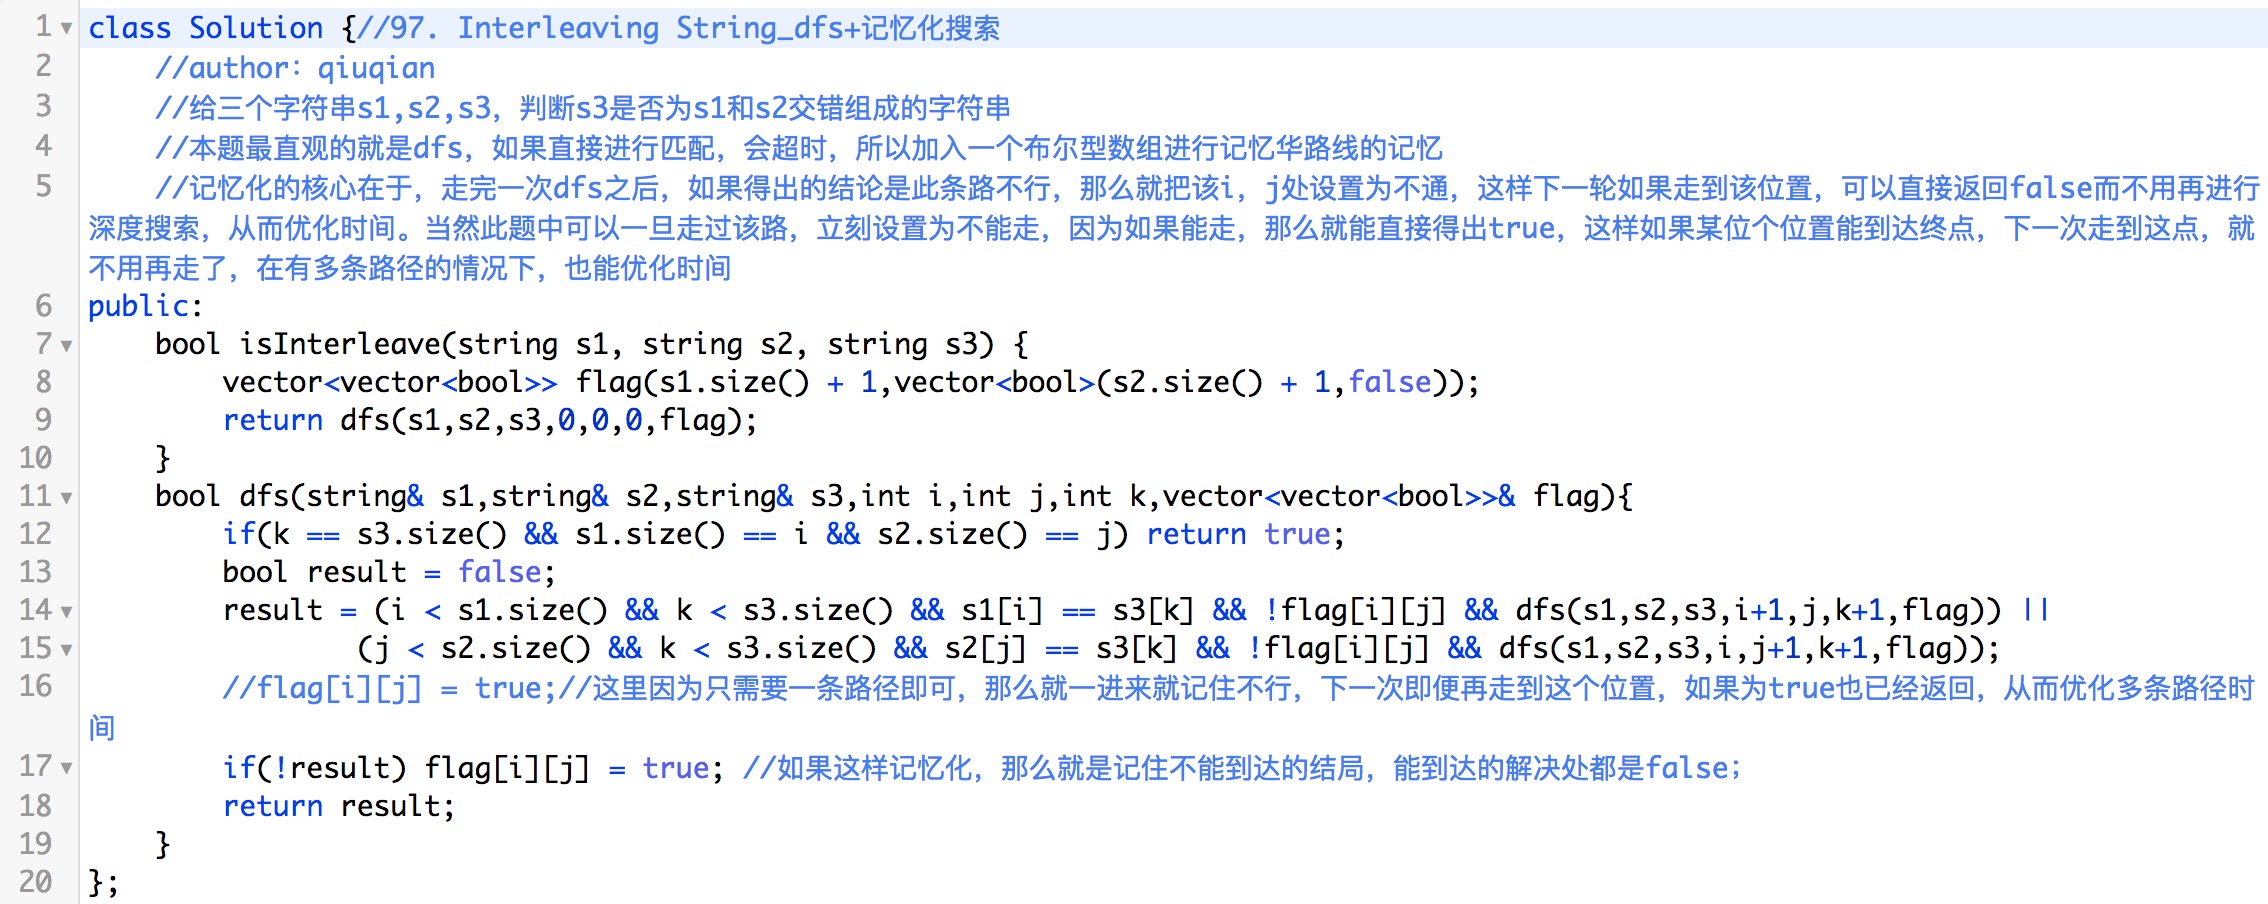 1 class Solution {//97. Interleaving String_dfs+记忆化搜索
2 //author：qiuqian
3 //给三个字符串s1,s2,s3，判断s3是否为s1和s2交错组成的字符串
4 //本题最直观的就是dfs，如果直接进行匹配，会超时，所以加入一个布尔型数组进行记忆华路线的记忆
5 //记忆化的核心在于，走完一次dfs之后，如果得出的结论是此条路不行，那么就把该i，j处设置为不通，这样下一轮如果走到该位置，可以直接返回false而不用再进行
深度搜索，从而优化时间。当然此题中可以一旦走过该路，立刻设置为不能走，因为如果能走，那么就能直接得出true，这样如果某位个位置能到达终点，下一次走到这点，就
不用再走了，在有多条路径的情况下，也能优化时间
6 public:
7 bool isInterleave(string s1, string s2, string s3) {
8 vector<vector<bool>> flag(s1.size() + 1,vector<bool>(s2.size() + 1,false));
9 return dfs(s1,s2,s3,0,0,0,flag);
10 }
11 bool dfs(string& s1,string& s2,string& s3,int i,int j,int k,vector<vector<bool>>& flag){
12 if(k == s3.size() && s1.size() == i && s2.size() == j) return true;
13 bool result = false;
14 result = (i < s1.size() && k < s3.size() && s1[i] == s3[k] && !flag[i][j] && dfs(s1,s2,s3,i+1,j,k+1,flag)) ||
15 (j < s2.size() && k < s3.size() && s2[j] == s3[k] && !flag[i][j] && dfs(s1,s2,s3,i,j+1,k+1,flag));
16 //flag[i][j] = true;//这里因为只需要一条路径即可，那么就一进来就记住不行，下一次即便再走到这个位置，如果为true也已经返回，从而优化多条路径时
间
17 if(!result) flag[i][j] = true; //如果这样记忆化，那么就是记住不能到达的结局，能到达的解决处都是false；
18 return result;
19 }
20 };